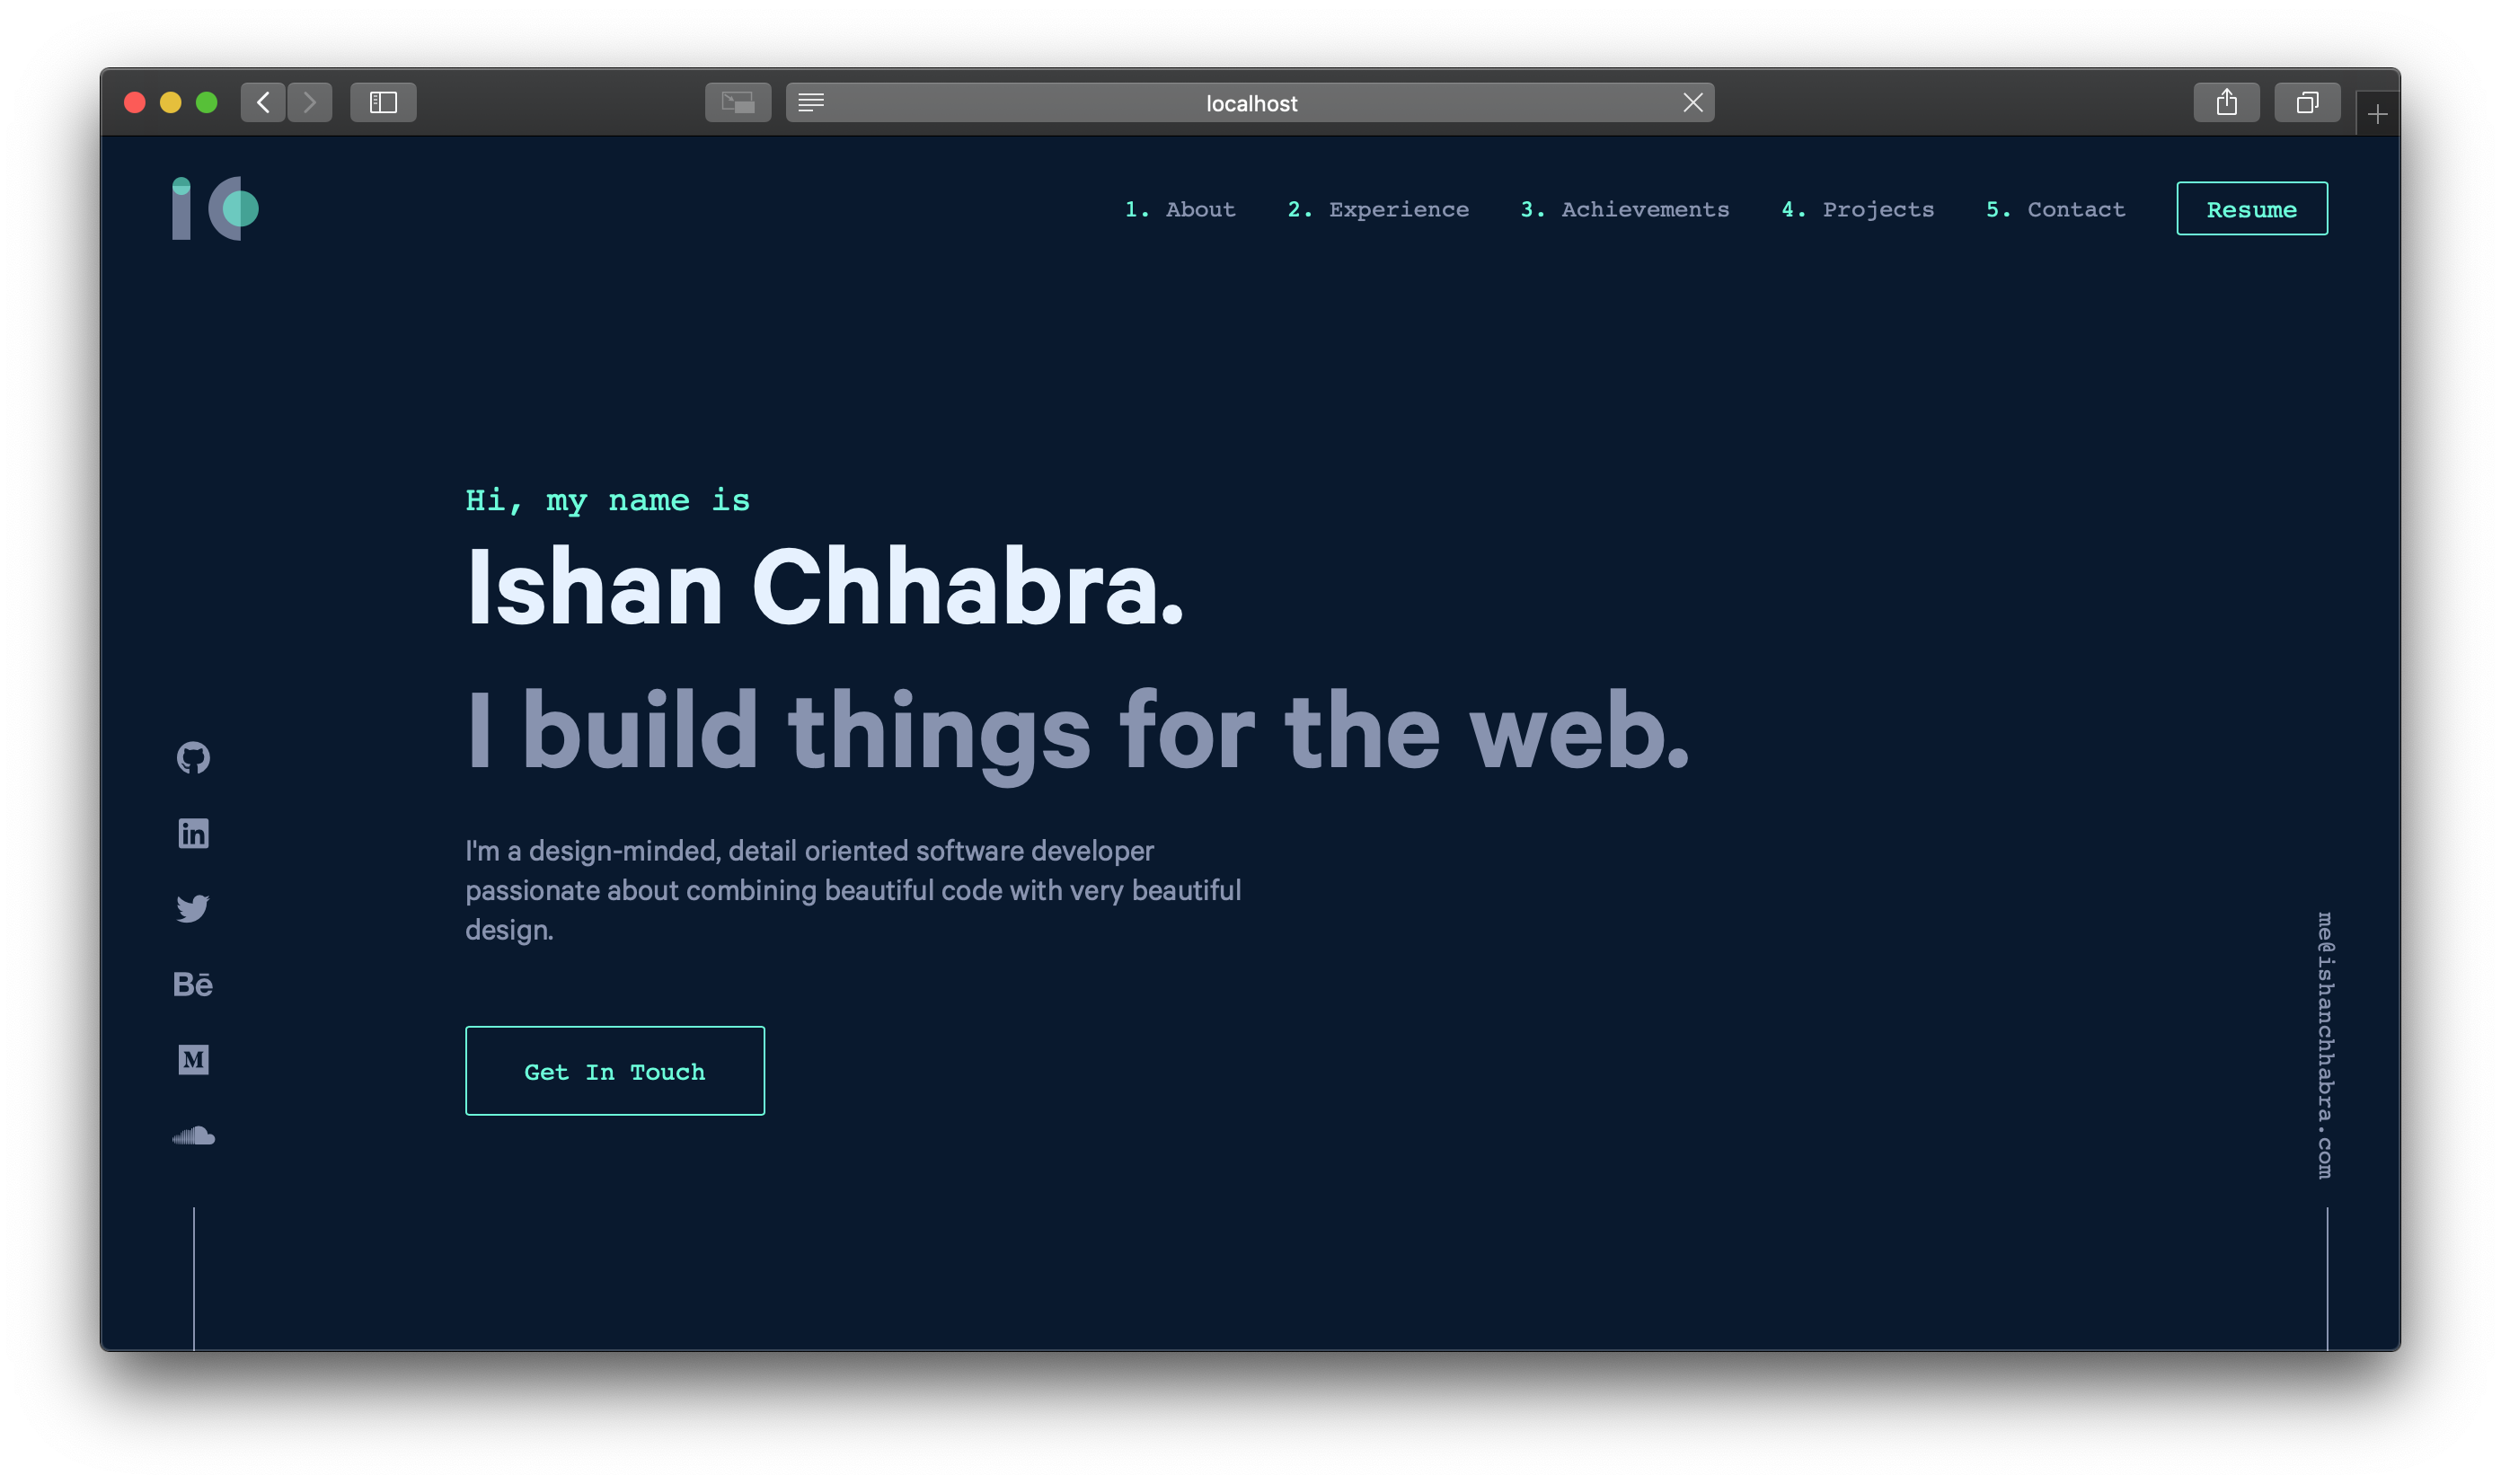 localhost
1. About 2. Experience 3. Achievements 4. Projects 5. Contact Resume
Hi, my name is
Ishan Chhabra.
I build things for the web.
I'm a design-minded, detail oriented software developer
passionate about combining beautiful code with very beautiful
design.
Get In Touch
in
Bē
M
me@ishanchhabra.com